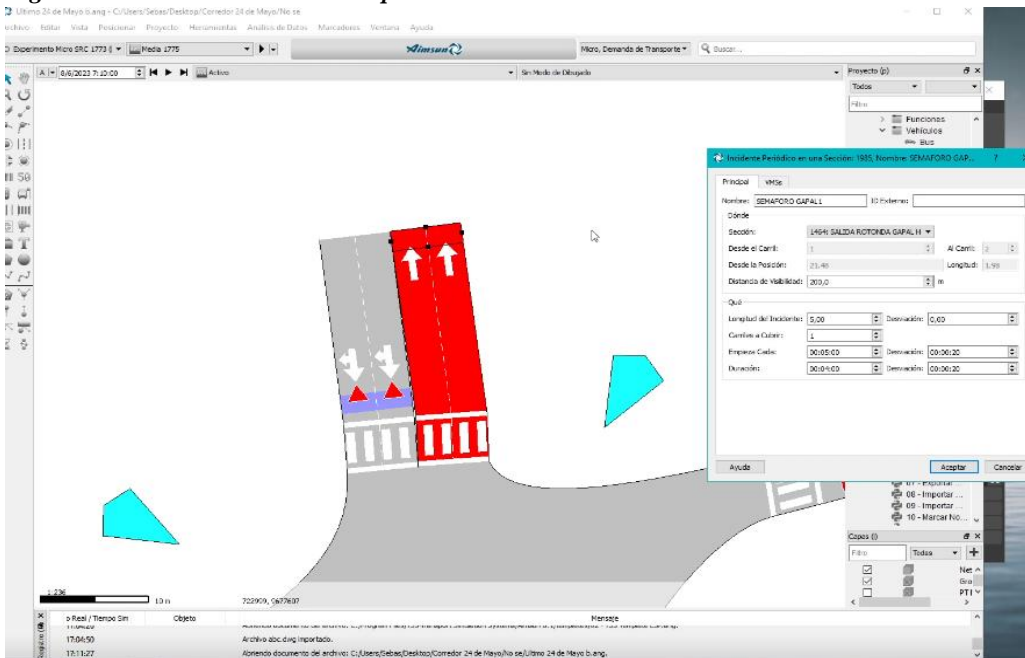 Ultimo 24 de Mayo b.ang - C:/Users/Sebas/Desktop/Corredor 24 de Mayo/No se
Archivo Editar Vista Posicionar Proyecto Herramientas Análisis de Datos Marcadores Ventana Ayuda
Experimento Micro SRC 1773 Media 1775 Aimsun Micro, Demanda de Transporte Buscar...
A 8/6/2023 7:10:00 Activo Sin Modo de Dibujado Proyecto (p)
Todos
Filtro
Funciones
Vehículos
Bus
Incidente Periódico en una Sección: 1985, Nombre: SEMAFORO GAP... ?
Principal VMSs
Nombre: SEMAFORO GAPAL1 ID Externo:
Dónde
Sección: 1464: SALIDA ROTONDA GAPAL H
Desde el Carril: 1 Al Carril: 2
Desde la Posición: 21.48 Longitud: 1.98
Distancia de Visibilidad: 200,0 m
Qué
Longitud del Incidente: 5,00 Desviación: 0,00
Carriles a Cubrir: 1
Empieza Cada: 00:05:00 Desviación: 00:00:20
Duración: 00:04:00 Desviación: 00:00:20
Ayuda Aceptar Cancelar
07 - Exportar ...
08 - Importar ...
09 - Importar ...
10 - Marcar No...
Capas (l)
Filtro Todas +
Net
Gro
PT
1:236
10 m 722999, 9677607
o Real / Tiempo Sim Objeto Mensaje
17:04:50 Archivo abc.dwg importado.
17:11:27 Abriendo documento del archivo: C:/Users/Sebas/Desktop/Corredor 24 de Mayo/No se/Ultimo 24 de Mayo b.ang.